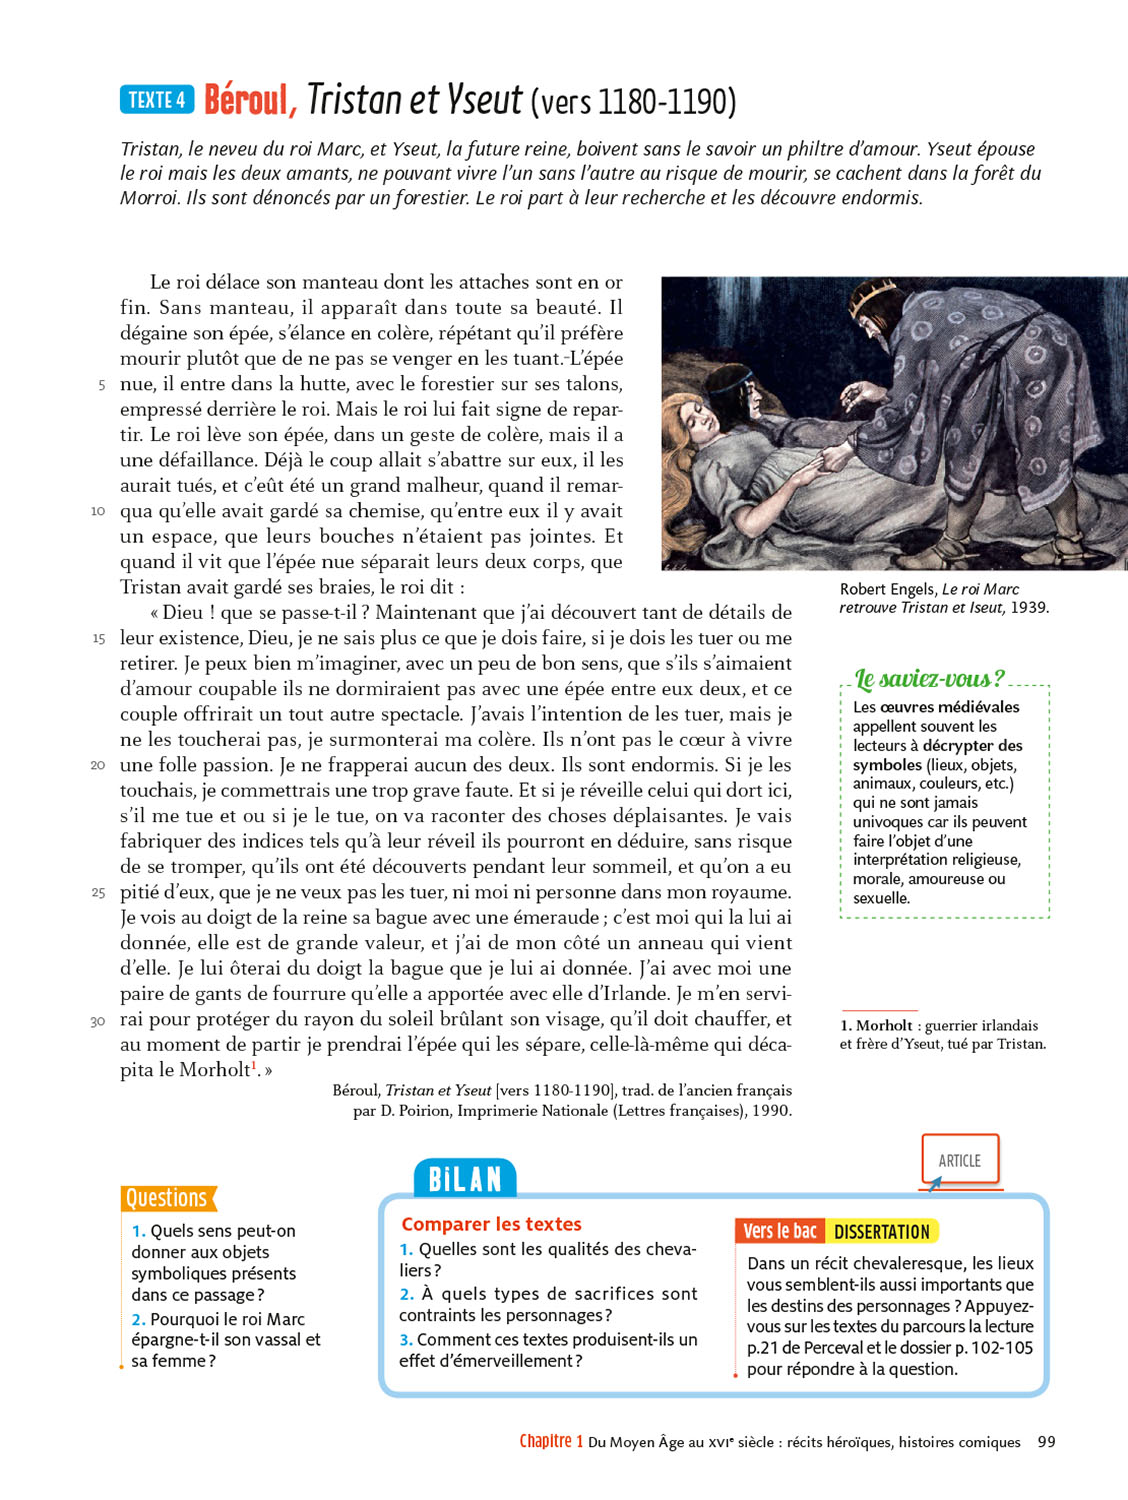 TEXTE 4 Béroul, Tristan et Yseut (vers 1180-1190)
Tristan, le neveu du roi Marc, et Yseut, la future reine, boivent sans le savoir un philtre d’amour. Yseut épouse
le roi mais les deux amants, ne pouvant vivre l’un sans l’autre au risque de mourir, se cachent dans la forêt du
Morroi. Ils sont dénoncés par un forestier. Le roi part à leur recherche et les découvre endormis.
Le roi délace son manteau dont les attaches sont en or
fin. Sans manteau, il apparaît dans toute sa beauté. Il
dégaine son épée, s’élance en colère, répétant qu’il préfère
mourir plutôt que de ne pas se venger en les tuant. L’épée
5 nue, il entre dans la hutte, avec le forestier sur ses talons,
empressé derrière le roi. Mais le roi lui fait signe de repar-
tir. Le roi lève son épée, dans un geste de colère, mais il a
une défaillance. Déjà le coup allait s’abattre sur eux, il les
aurait tués, et c’eût été un grand malheur, quand il remar-
10 qua qu’elle avait gardé sa chemise, qu’entre eux il y avait
un espace, que leurs bouches n’étaient pas jointes. Et
quand il vit que l’épée nue séparait leurs deux corps, que
Tristan avait gardé ses braies, le roi dit :
« Dieu ! que se passe-t-il ? Maintenant que j’ai découvert tant de détails de
15 leur existence, Dieu, je ne sais plus ce que je dois faire, si je dois les tuer ou me
retirer. Je peux bien m’imaginer, avec un peu de bon sens, que s’ils s’aimaient
d’amour coupable ils ne dormiraient pas avec une épée entre eux deux, et ce
couple offrirait un tout autre spectacle. J’avais l’intention de les tuer, mais je
ne les toucherai pas, je surmonterai ma colère. Ils n’ont pas le cœur à vivre
20 une folle passion. Je ne frapperai aucun des deux. Ils sont endormis. Si je les
touchais, je commettrais une trop grave faute. Et si je réveille celui qui dort ici,
s’il me tue et ou si je le tue, on va raconter des choses déplaisantes. Je vais
fabriquer des indices tels qu’à leur réveil ils pourront en déduire, sans risque
de se tromper, qu’ils ont été découverts pendant leur sommeil, et qu’on a eu
25 pitié d’eux, que je ne veux pas les tuer, ni moi ni personne dans mon royaume.
Je vois au doigt de la reine sa bague avec une émeraude ; c’est moi qui la lui ai
donnée, elle est de grande valeur, et j’ai de mon côté un anneau qui vient
d’elle. Je lui ôterai du doigt la bague que je lui ai donnée. J’ai avec moi une
paire de gants de fourrure qu’elle a apportée avec elle d’Irlande. Je m’en servi-
30 rai pour protéger du rayon du soleil brûlant son visage, qu’il doit chauffer, et
au moment de partir je prendrai l’épée qui les sépare, celle-là-même qui déca-
pita le Morholt1. »
Béroul, Tristan et Yseut [vers 1180-1190], trad. de l’ancien français
par D. Poirion, Imprimerie Nationale (Lettres françaises), 1990.
Robert Engels, Le roi Marc
retrouve Tristan et Iseut, 1939.
Le saviez-vous ?
Les œuvres médiévales
appellent souvent les
lecteurs à décrypter des
symboles (lieux, objets,
animaux, couleurs, etc.)
qui ne sont jamais
univoques car ils peuvent
faire l’objet d’une
interprétation religieuse,
morale, amoureuse ou
sexuelle.
1. Morholt : guerrier irlandais
et frère d’Yseut, tué par Tristan.
Questions
1. Quels sens peut-on
donner aux objets
symboliques présents
dans ce passage ?
2. Pourquoi le roi Marc
épargne-t-il son vassal et
sa femme ?
BILAN
Comparer les textes
1. Quelles sont les qualités des cheva-
liers ?
2. À quels types de sacrifices sont
contraints les personnages ?
3. Comment ces textes produisent-ils un
effet d’émerveillement ?
ARTICLE
Vers le bac DISSERTATION
Dans un récit chevaleresque, les lieux
vous semblent-ils aussi importants que
les destins des personnages ? Appuyez-
vous sur les textes du parcours la lecture
p.21 de Perceval et le dossier p. 102-105
pour répondre à la question.
Chapitre 1 Du Moyen Âge au XVIe siècle : récits héroïques, histoires comiques 99